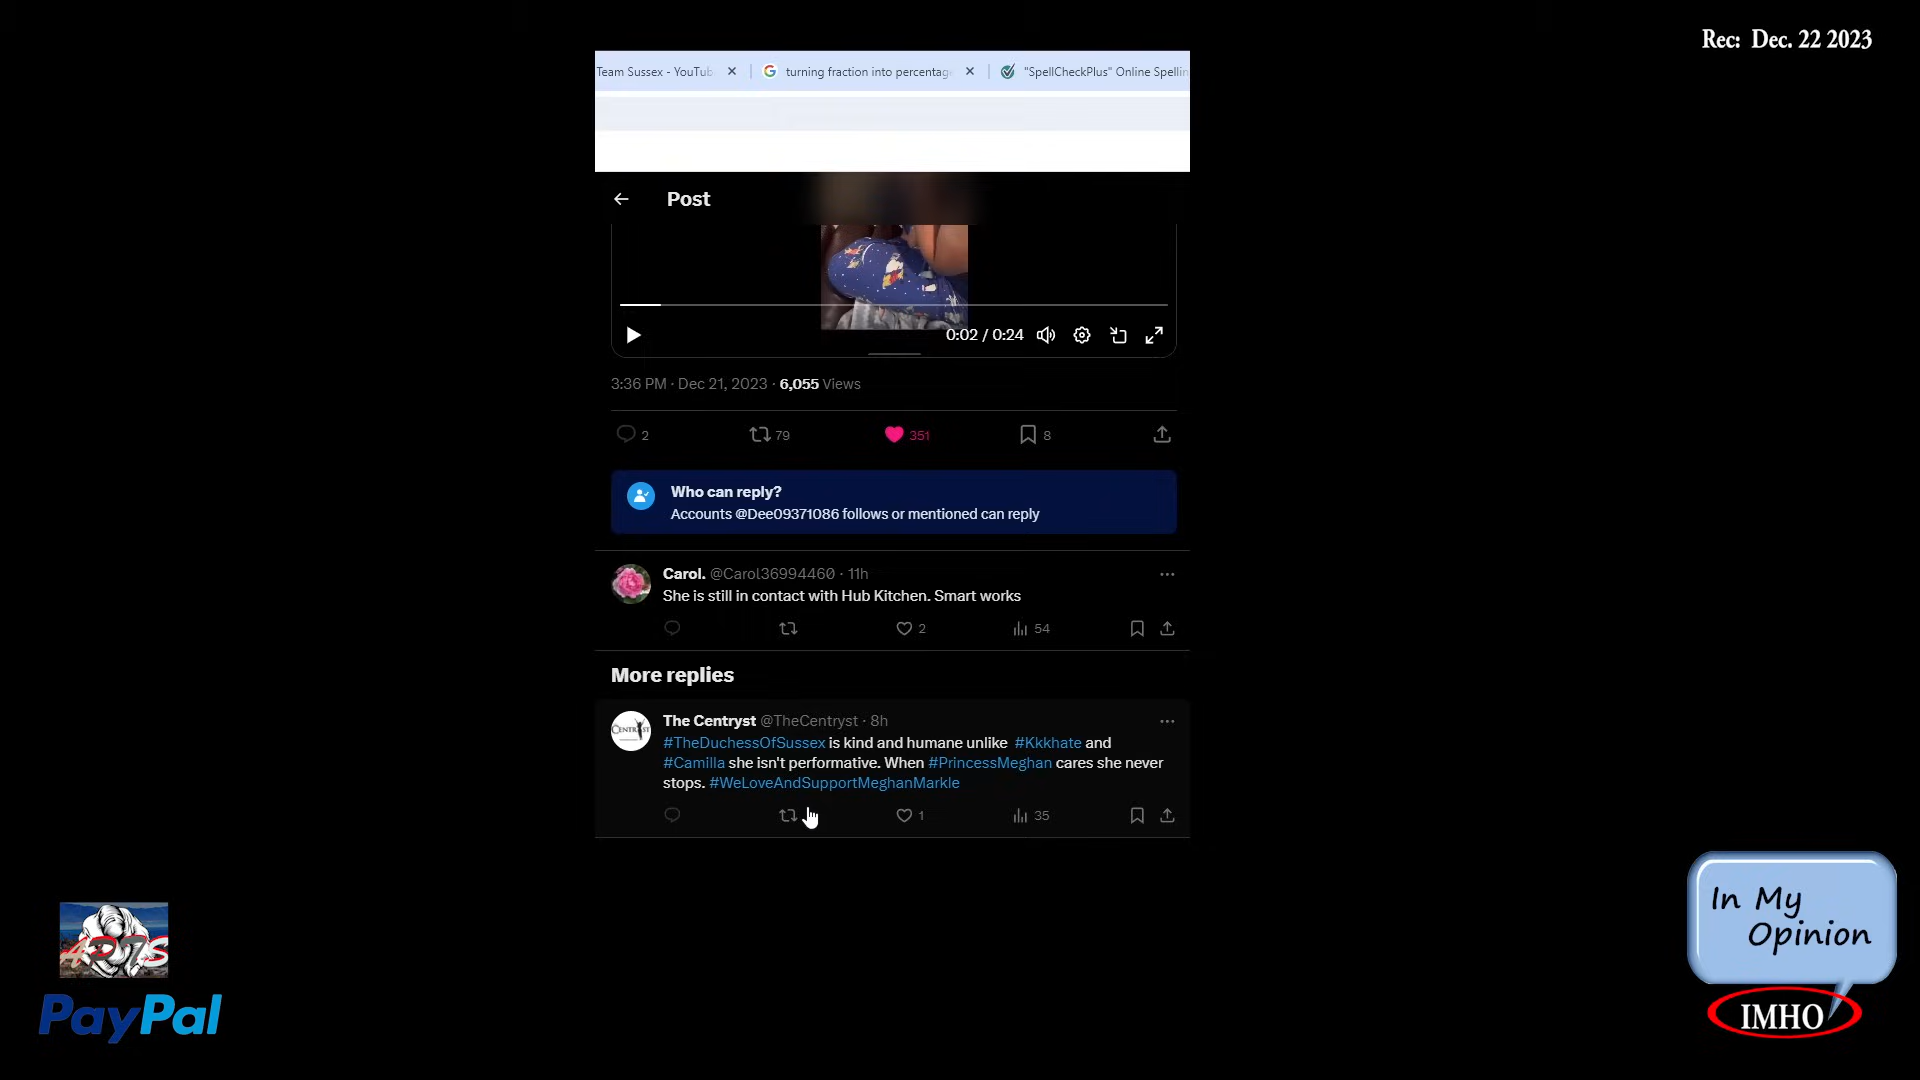 Rec: Dec. 22 2023
Team Sussex - YouTub
turning fraction into percentag
"SpellCheckPlus" Online Spellin
Post
0:02 / 0:24
3:36 PM · Dec 21, 2023 · 6,055 Views
2 79 351 8
Who can reply?
Accounts @Dee09371086 follows or mentioned can reply
Carol. @Carol36994460 · 11h
She is still in contact with Hub Kitchen. Smart works
2 54
More replies
The Centryst @TheCentryst · 8h
#TheDuchessOfSussex is kind and humane unlike #Kkkhate and
#Camilla she isn't performative. When #PrincessMeghan cares she never
stops. #WeLoveAndSupportMeghanMarkle
1 35
In My
Opinion
IMHO
PayPal